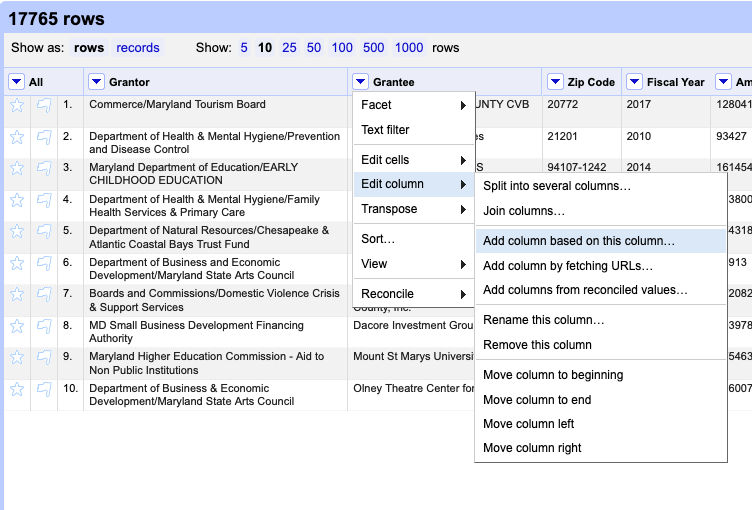 17765 rows
Show as: rows records Show: 5 10 25 50 100 500 1000 rows
All Grantor Grantee Zip Code Fiscal Year
1. Commerce/Maryland Tourism Board CVB 20772 2017 128041
2. Department of Health & Mental Hygiene/Prevention
and Disease Control 21201 2010 93427
3. Maryland Department of Education/EARLY
CHILDHOOD EDUCATION 94107-1242 2014 161454
4. Department of Health & Mental Hygiene/Family
Health Services & Primary Care
5. Department of Natural Resources/Chesapeake &
Atlantic Coastal Bays Trust Fund
6. Department of Business and Economic
Development/Maryland State Arts Council
7. Boards and Commissions/Domestic Violence Crisis
& Support Services County, Inc.
8. MD Small Business Development Financing
Authority Dacore Investment Grou
9. Maryland Higher Education Commission - Aid to
Non Public Institutions Mount St Marys Universi
10. Department of Business & Economic
Development/Maryland State Arts Council Olney Theatre Center for
Facet
Text filter
Edit cells
Edit column
Transpose
Sort…
View
Reconcile
Split into several columns…
Join columns…
Add column based on this column…
Add column by fetching URLs…
Add columns from reconciled values…
Rename this column…
Remove this column
Move column to beginning
Move column to end
Move column left
Move column right